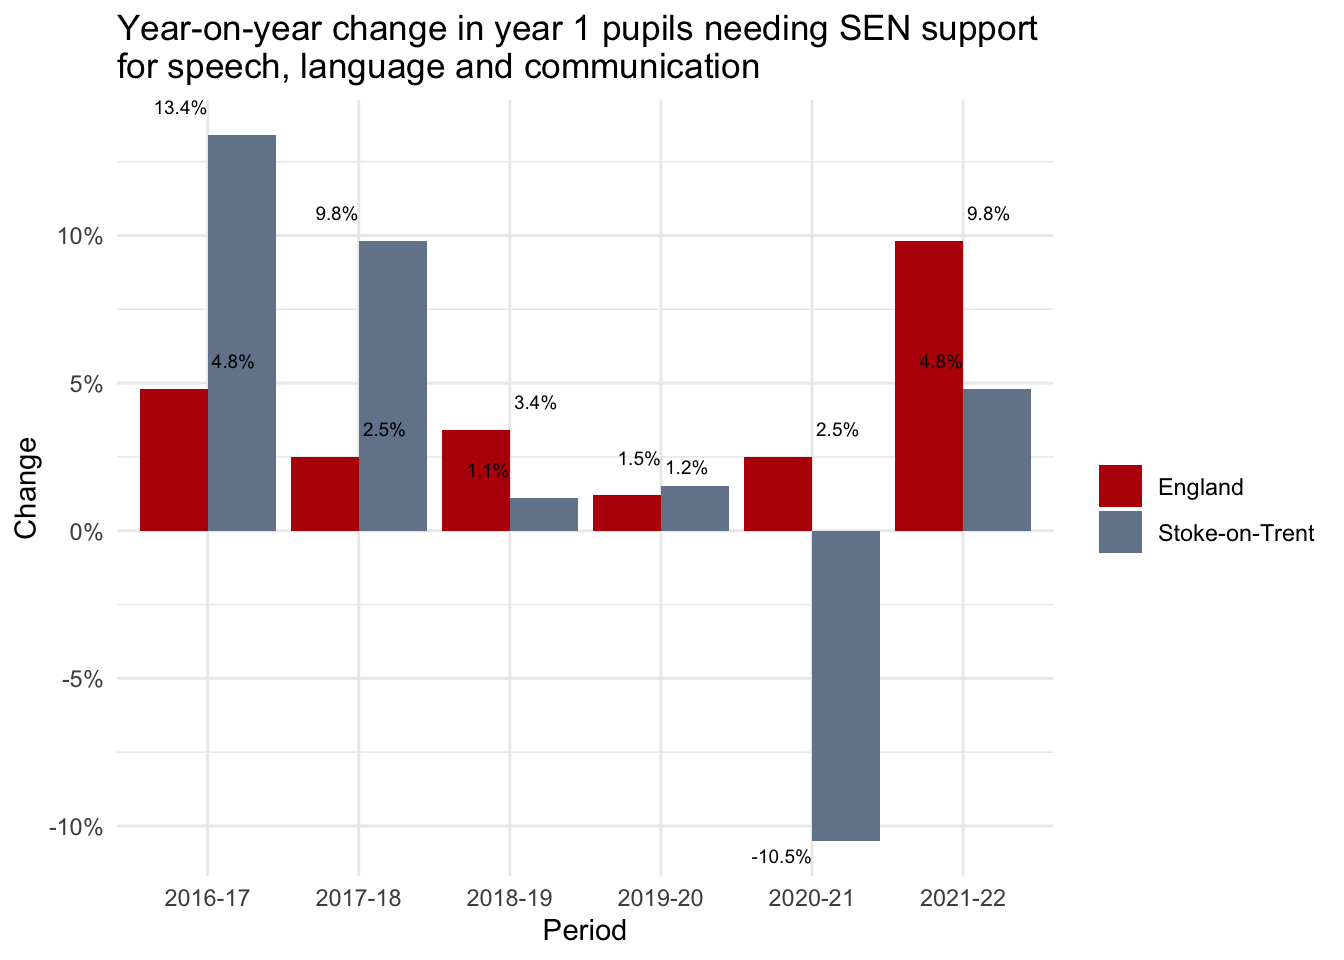 Year-on-year change in year 1 pupils needing SEN support
for speech, language and communication
13.4%
9.8%
9.8%
10%
4.8%
4.8%
5%
3.4%
2.5%
2.5%
1.1%
1.5%
1.2%
0%
-5%
-10%
-10.5%
Change
England
Stoke-on-Trent
2016-17 2017-18 2018-19 2019-20 2020-21 2021-22
Period